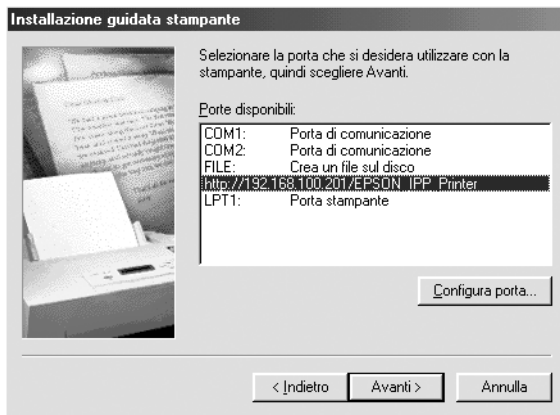 Installazione guidata stampante
Selezionare la porta che si desidera utilizzare con la
stampante, quindi scegliere Avanti.
Porte disponibili:
COM1: Porta di comunicazione
COM2: Porta di comunicazione
FILE: Crea un file sul disco
http://192.168.100.201/EPSON_IPP_Printer
LPT1: Porta stampante
Configura porta...
< Indietro Avanti > Annulla